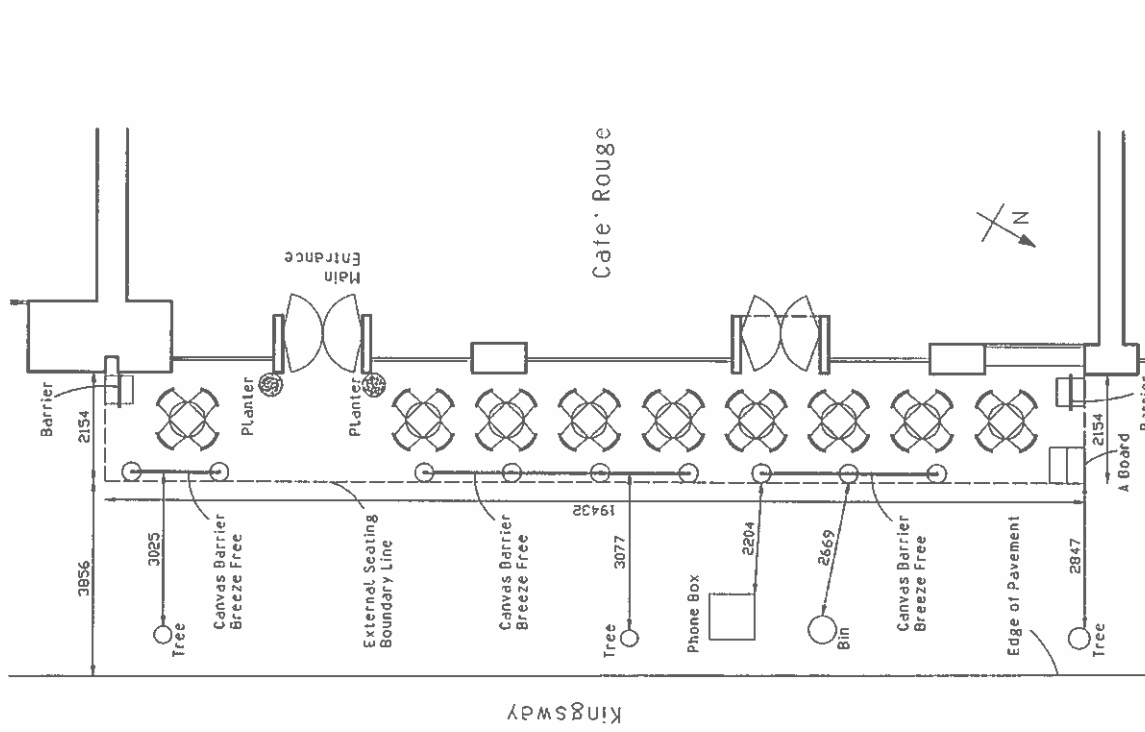 Cafe' Rouge
N
Main
Entrance
Barrier
2154
Planter
Planter
2154
A Board
19432
3856
3025
Canvas Barrier
Breeze Free
External Seating
Boundary Line
Canvas Barrier
Breeze Free
3077
2204
2669
Canvas Barrier
Breeze Free
2847
Tree
Tree
Phone Box
Bin
Edge of Pavement
Tree
Kingsway